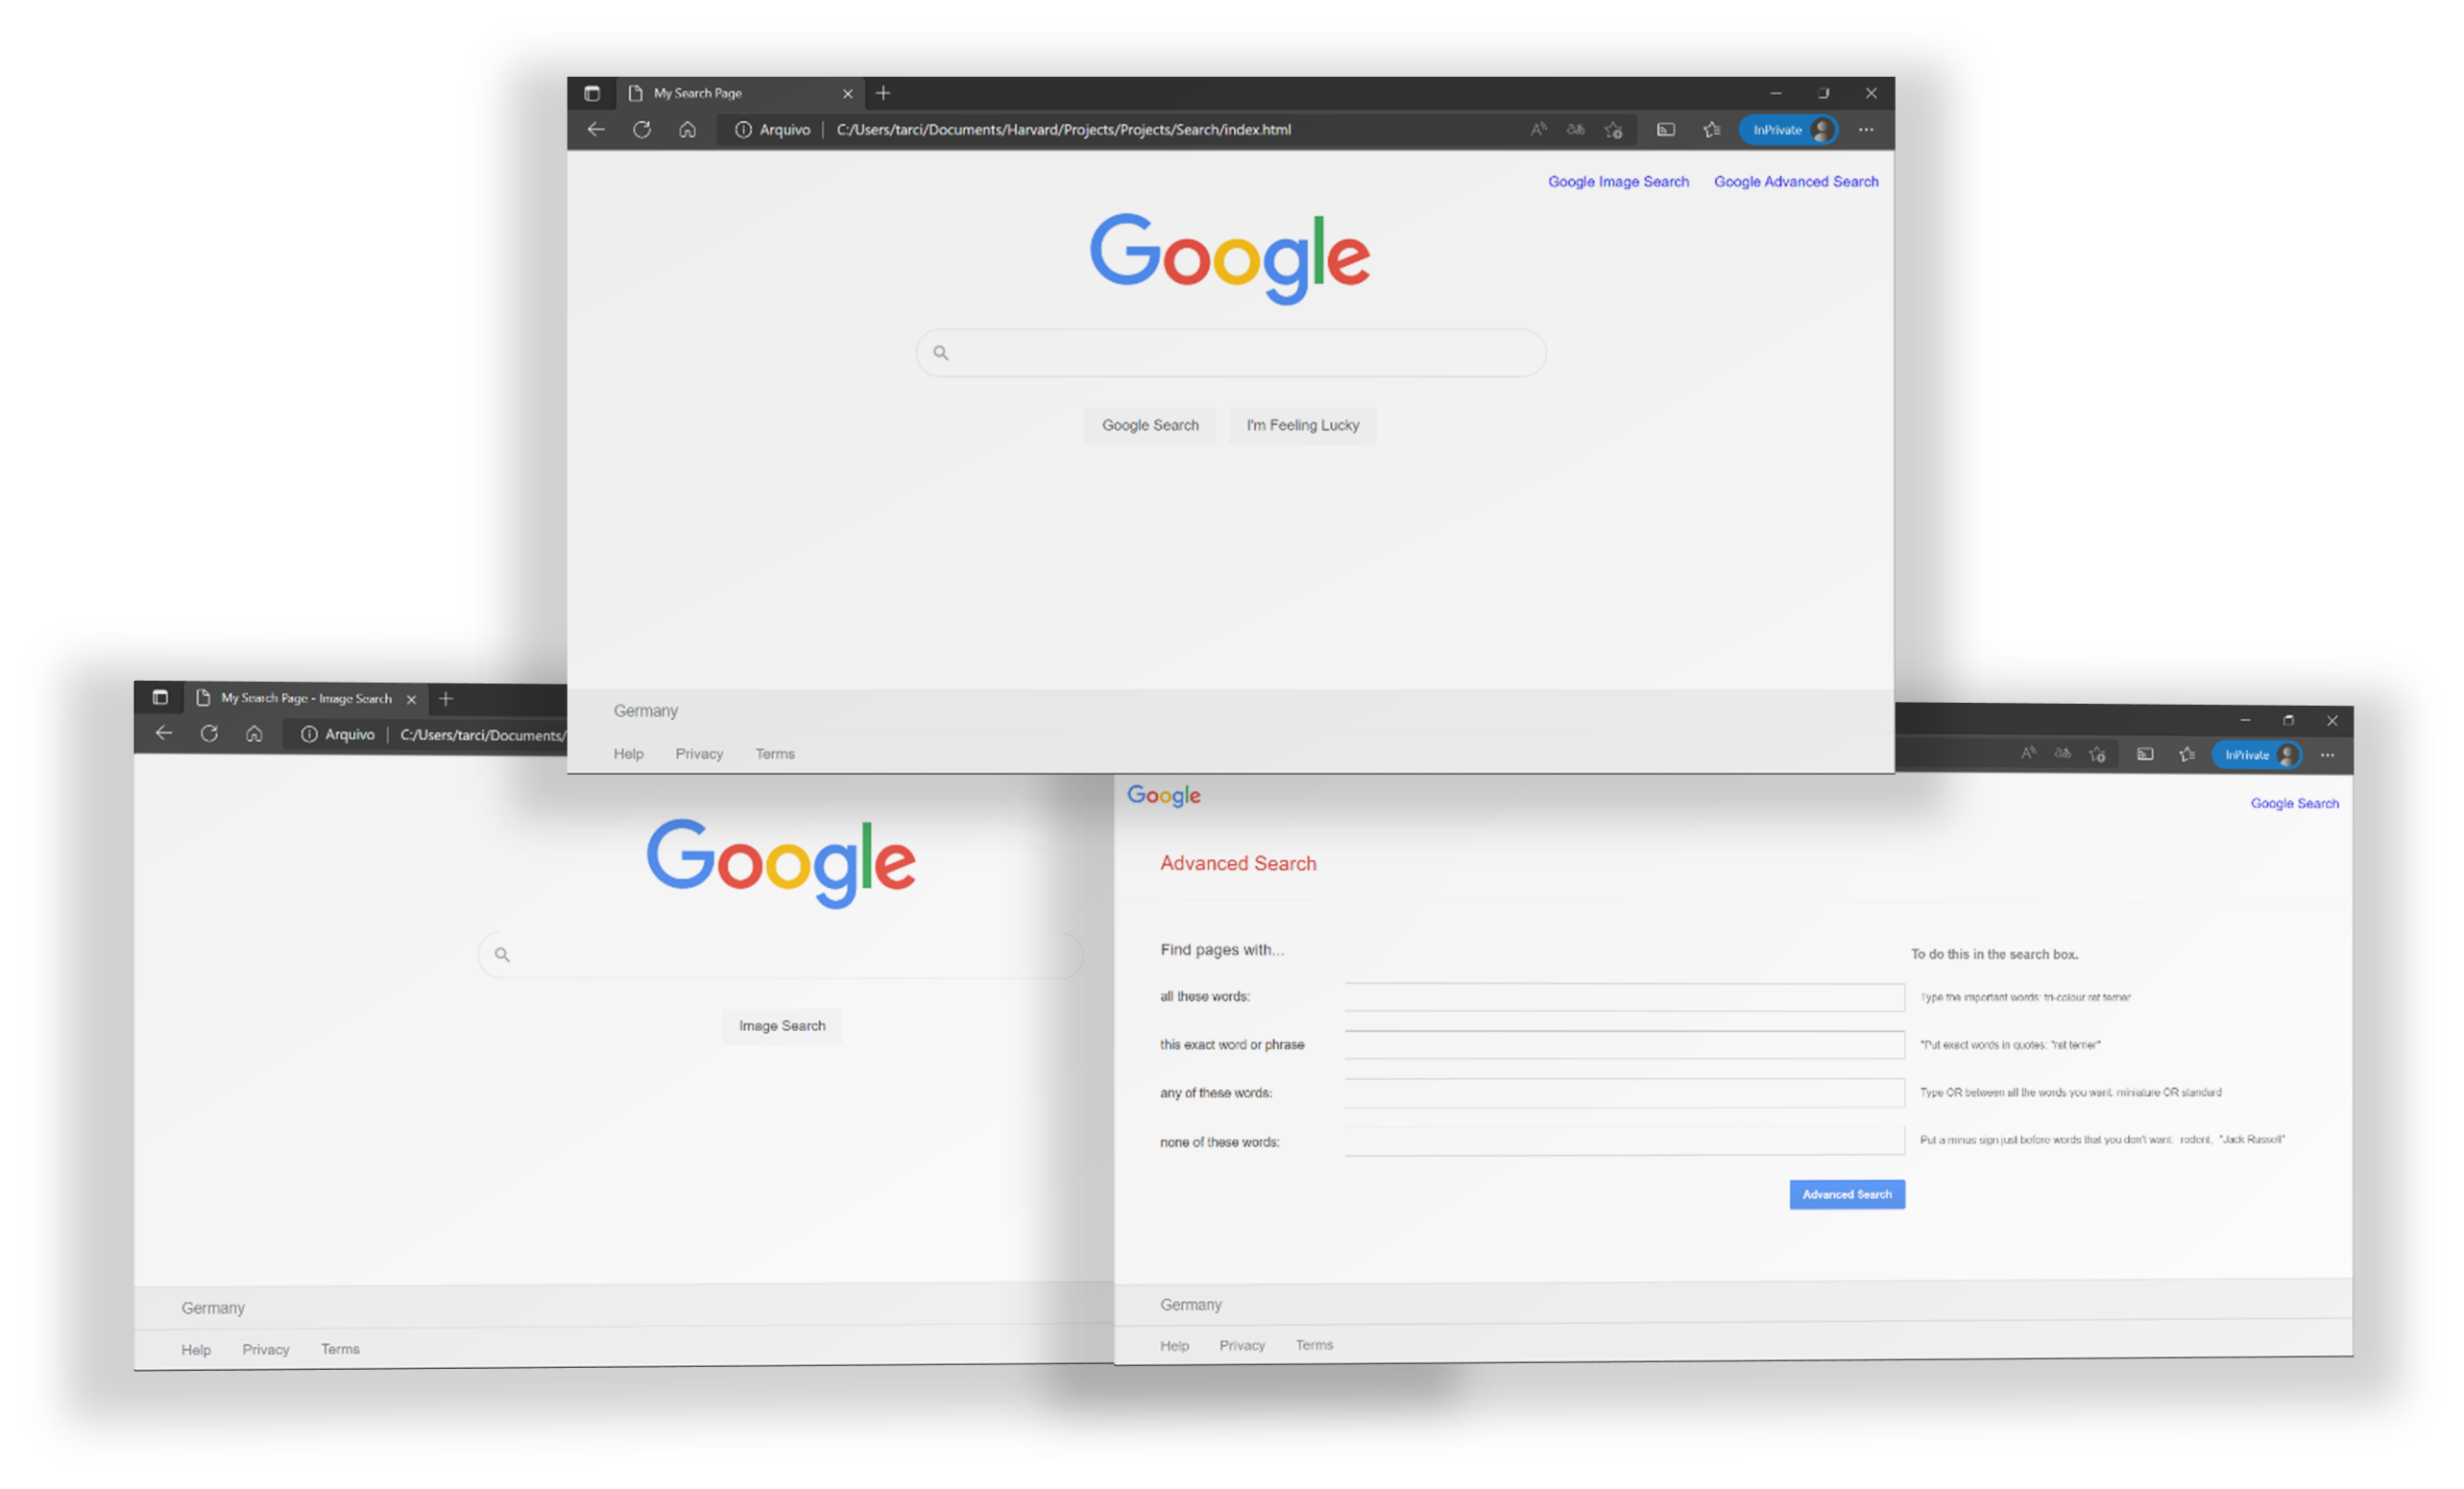 My Search Page
Arquivo C:/Users/tarci/Documents/Harvard/Projects/Projects/Search/index.html
InPrivate
Google Image Search Google Advanced Search
Google
Google Search I'm Feeling Lucky
Germany
Help Privacy Terms
My Search Page - Image Search
Arquivo C:/Users/tarci/Documents/
Google
Image Search
Germany
Help Privacy Terms
InPrivate
Google
Google Search
Advanced Search
Find pages with...
To do this in the search box.
all these words:
Type the important words: tri-colour rat terrier
this exact word or phrase
"Put exact words in quotes: "rat terrier"
any of these words:
Type OR between all the words you want. miniature OR standard
none of these words:
Put a minus sign just before words that you don't want. rodent, "Jack Russell"
Advanced Search
Germany
Help Privacy Terms